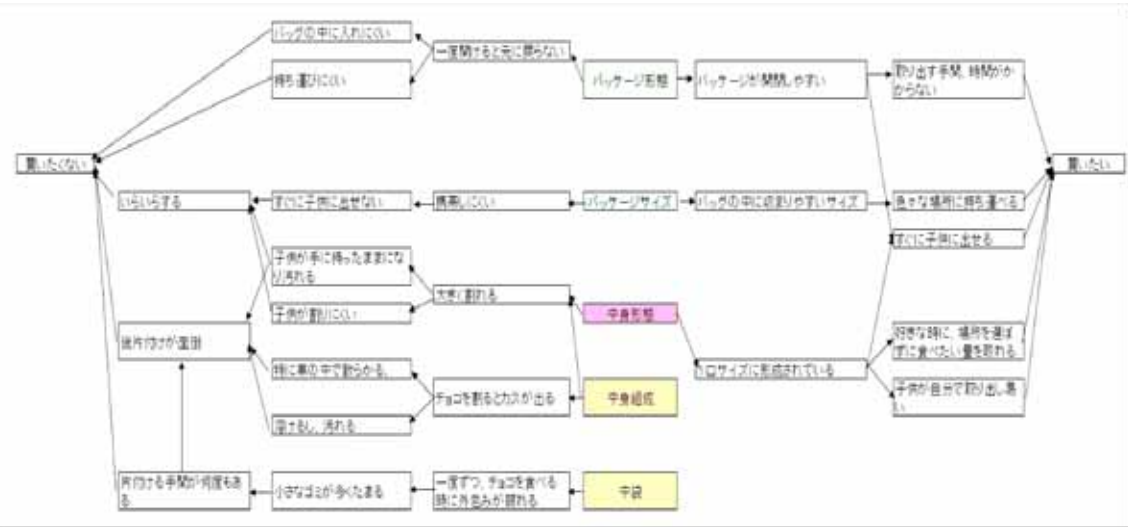 バッグの中に入れにくい
一度開けると元に戻らない
持ち運びにくい
パッケージ形態
パッケージが開閉しやすい
取り出す手間、時間がか
からない
買いたくない
買いたい
いらいらする
すぐに子供に出せない
携帯しにくい
パッケージサイズ
バッグの中に収まりやすいサイズ
色々な場所に持ち運べる
すぐに子供に出せる
子供が手に持ったままにな
り汚れる
大きく割れる
子供が割りにくい
中身形態
後片付けが面倒
好きな時に、場所を選ば
ずに食べたい量を取れる
一口サイズに形成されている
特に車の中で散らかる、
子供が自分で取り出し易
い
チョコを割るとカスが出る
中身組成
溶けるし、汚れる
片付ける手間が何度もあ
る
小さなゴミが多くたまる
一度ずつ、チョコを食べる
時に外包みが
中袋